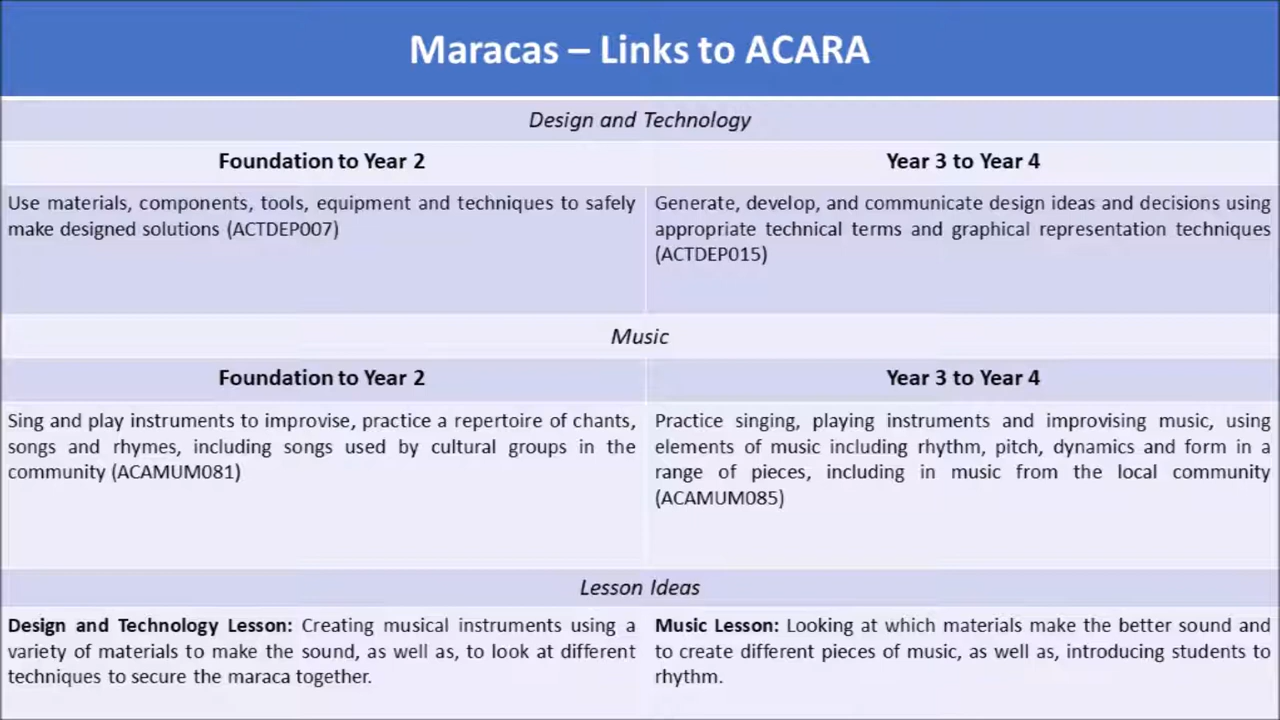 Maracas – Links to ACARA
Design and Technology
Foundation to Year 2
Year 3 to Year 4
Use materials, components, tools, equipment and techniques to safely
make designed solutions (ACTDEP007)
Generate, develop, and communicate design ideas and decisions using
appropriate technical terms and graphical representation techniques
(ACTDEP015)
Music
Foundation to Year 2
Year 3 to Year 4
Sing and play instruments to improvise, practice a repertoire of chants,
songs and rhymes, including songs used by cultural groups in the
community (ACAMUM081)
Practice singing, playing instruments and improvising music, using
elements of music including rhythm, pitch, dynamics and form in a
range of pieces, including in music from the local community
(ACAMUM085)
Lesson Ideas
Design and Technology Lesson: Creating musical instruments using a
variety of materials to make the sound, as well as, to look at different
techniques to secure the maraca together.
Music Lesson: Looking at which materials make the better sound and
to create different pieces of music, as well as, introducing students to
rhythm.